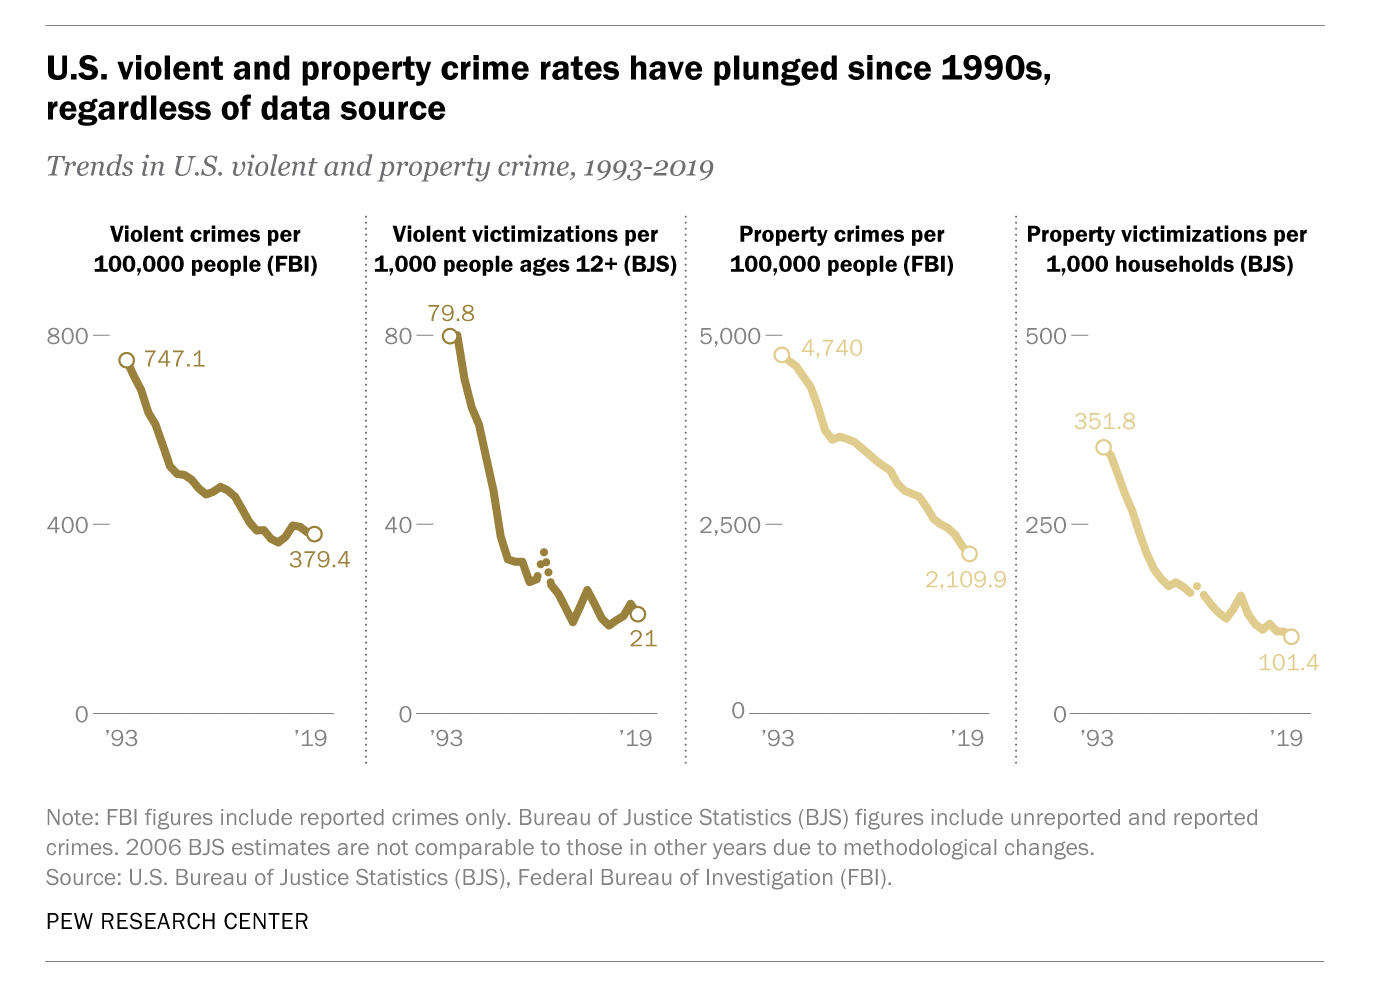 U.S. violent and property crime rates have plunged since 1990s,
regardless of data source
Trends in U.S. violent and property crime, 1993-2019
Violent crimes per
100,000 people (FBI)
800
747.1
400
379.4
0
’93
’19
Violent victimizations per
1,000 people ages 12+ (BJS)
79.8
80
40
21
0
’93
’19
Property crimes per
100,000 people (FBI)
5,000
4,740
2,500
2,109.9
0
’93
’19
Property victimizations per
1,000 households (BJS)
500
351.8
250
101.4
0
’93
’19
Note: FBI figures include reported crimes only. Bureau of Justice Statistics (BJS) figures include unreported and reported
crimes. 2006 BJS estimates are not comparable to those in other years due to methodological changes.
Source: U.S. Bureau of Justice Statistics (BJS), Federal Bureau of Investigation (FBI).
PEW RESEARCH CENTER